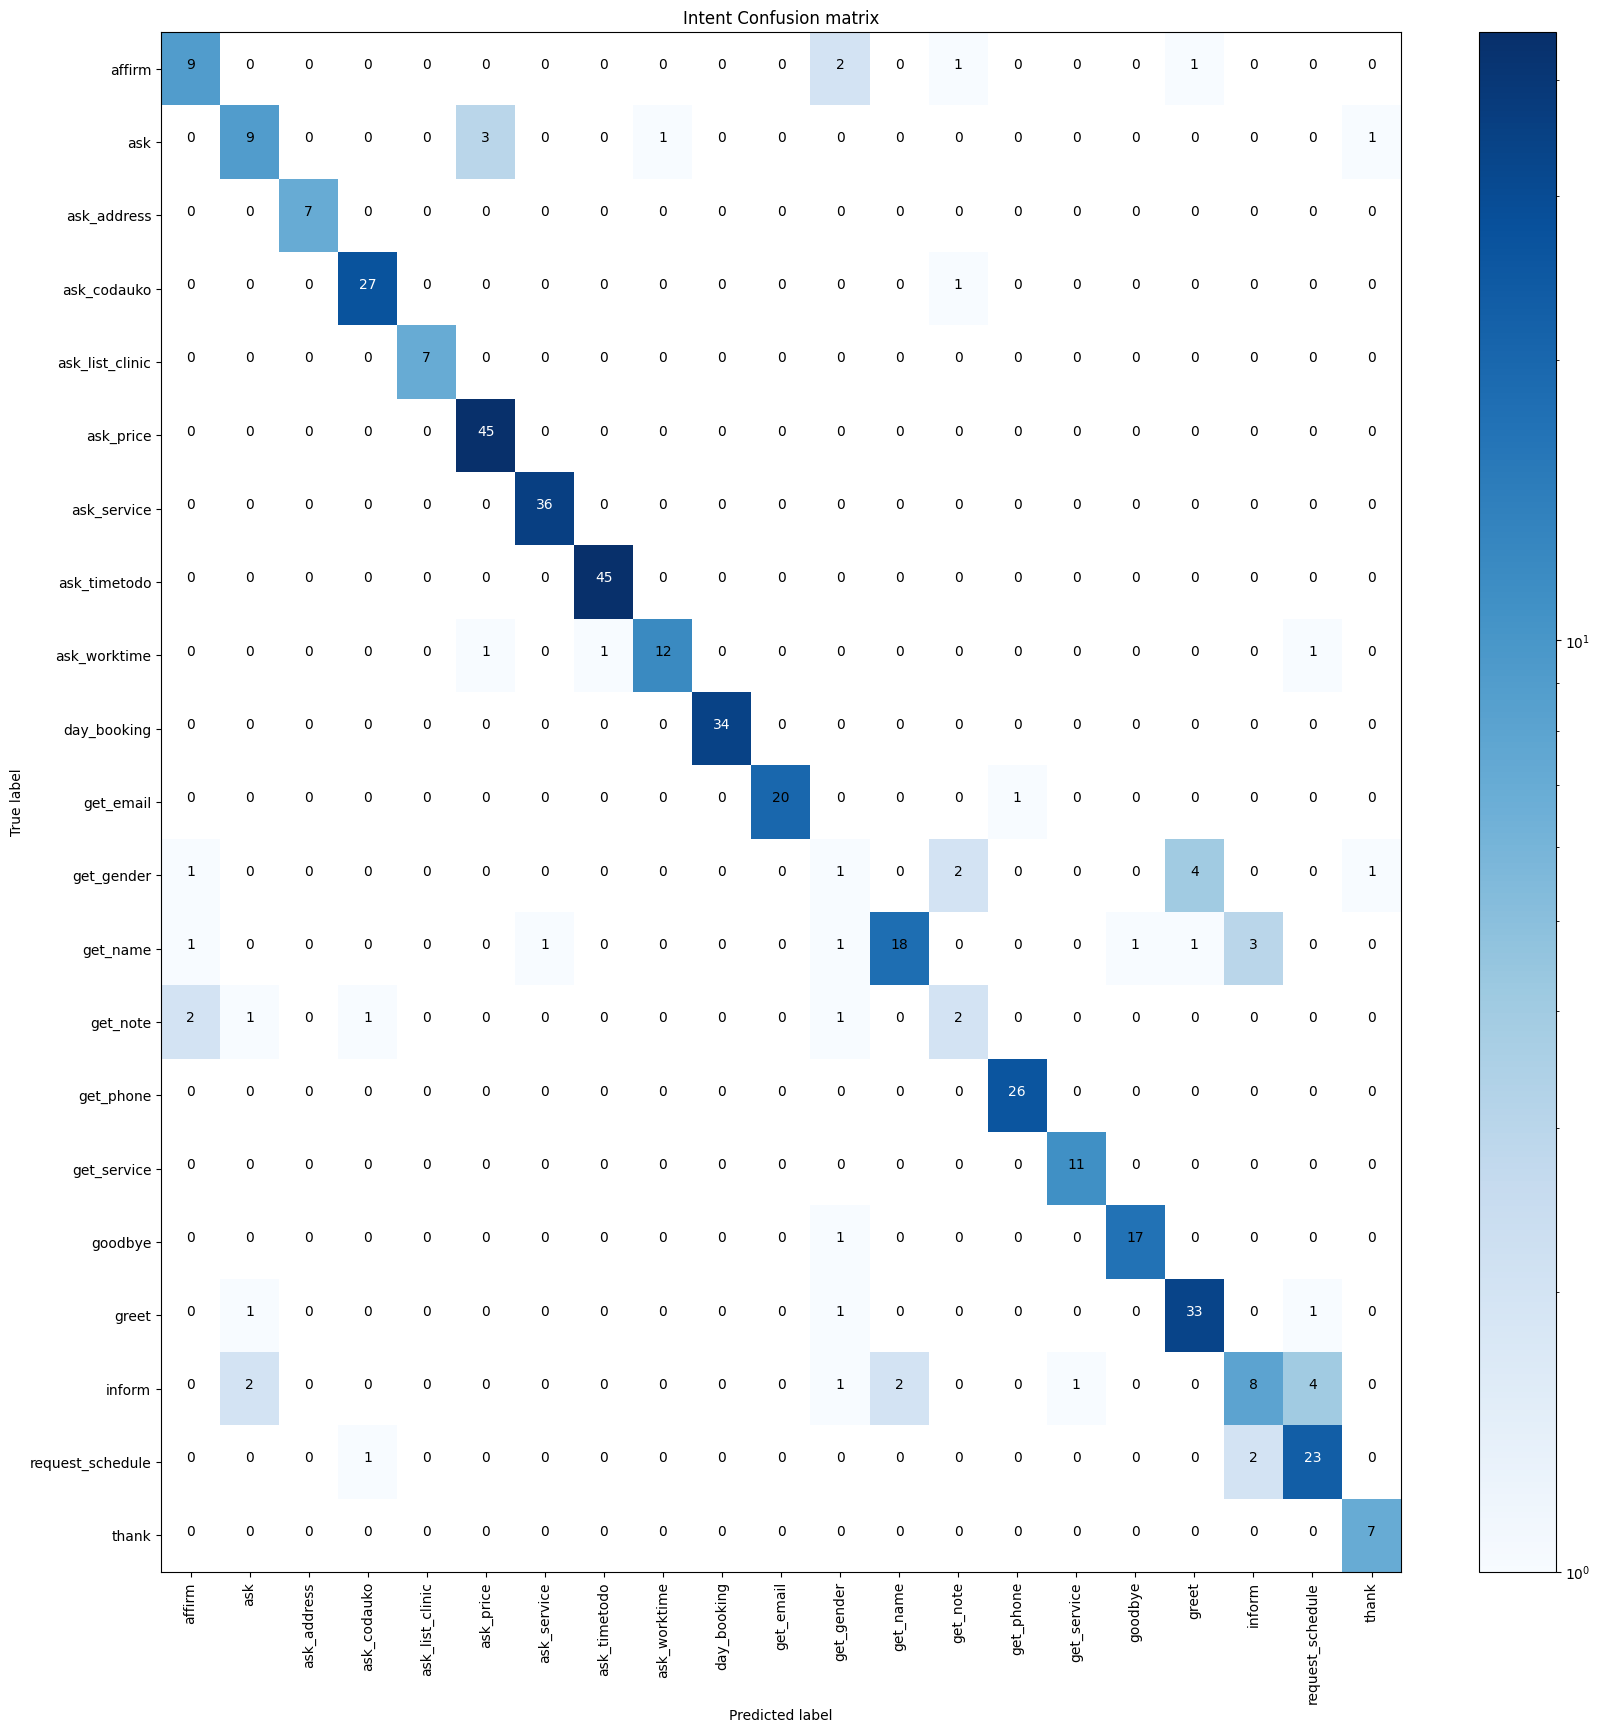 Intent Confusion matrix
affirm 9 0 0 0 0 0 0 0 0 0 0 2 0 1 0 0 0 1 0 0 0
ask 0 9 0 0 0 3 0 0 1 0 0 0 0 0 0 0 0 0 0 0 1
ask_address 0 0 7 0 0 0 0 0 0 0 0 0 0 0 0 0 0 0 0 0 0
ask_codauko 0 0 0 27 0 0 0 0 0 0 0 0 0 1 0 0 0 0 0 0 0
ask_list_clinic 0 0 0 0 7 0 0 0 0 0 0 0 0 0 0 0 0 0 0 0 0
ask_price 0 0 0 0 0 45 0 0 0 0 0 0 0 0 0 0 0 0 0 0 0
ask_service 0 0 0 0 0 0 36 0 0 0 0 0 0 0 0 0 0 0 0 0 0
ask_timetodo 0 0 0 0 0 0 0 45 0 0 0 0 0 0 0 0 0 0 0 0 0
ask_worktime 0 0 0 0 0 1 0 1 12 0 0 0 0 0 0 0 0 0 0 1 0
10¹
day_booking 0 0 0 0 0 0 0 0 0 34 0 0 0 0 0 0 0 0 0 0 0
True label
get_email 0 0 0 0 0 0 0 0 0 0 20 0 0 0 1 0 0 0 0 0 0
get_gender 1 0 0 0 0 0 0 0 0 0 0 1 0 2 0 0 0 4 0 0 1
get_name 1 0 0 0 0 0 1 0 0 0 0 1 18 0 0 0 1 1 3 0 0
get_note 2 1 0 1 0 0 0 0 0 0 0 1 0 2 0 0 0 0 0 0 0
get_phone 0 0 0 0 0 0 0 0 0 0 0 0 0 0 26 0 0 0 0 0 0
get_service 0 0 0 0 0 0 0 0 0 0 0 0 0 0 0 11 0 0 0 0 0
goodbye 0 0 0 0 0 0 0 0 0 0 0 1 0 0 0 0 17 0 0 0 0
greet 0 1 0 0 0 0 0 0 0 0 0 1 0 0 0 0 0 33 0 1 0
inform 0 2 0 0 0 0 0 0 0 0 0 1 2 0 0 1 0 0 8 4 0
request_schedule 0 0 0 1 0 0 0 0 0 0 0 0 0 0 0 0 0 0 2 23 0
thank 0 0 0 0 0 0 0 0 0 0 0 0 0 0 0 0 0 0 0 0 7
10⁰
affirm
ask
ask_address
ask_codauko
ask_list_clinic
ask_price
ask_service
ask_timetodo
ask_worktime
day_booking
get_email
get_gender
get_name
get_note
get_phone
get_service
goodbye
greet
inform
request_schedule
thank
Predicted label